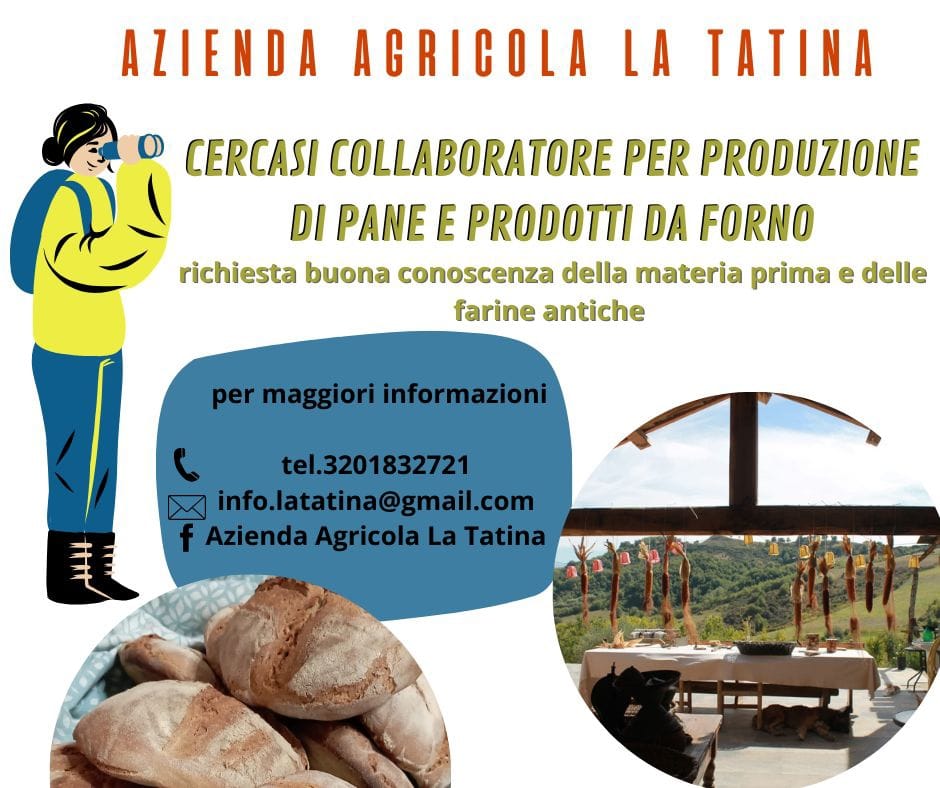 AZIENDA AGRICOLA LA TATINA
CERCASI COLLABORATORE PER PRODUZIONE
DI PANE E PRODOTTI DA FORNO
richiesta buona conoscenza della materia prima e delle
farine antiche
per maggiori informazioni
tel.3201832721
info.latatina@gmail.com
Azienda Agricola La Tatina